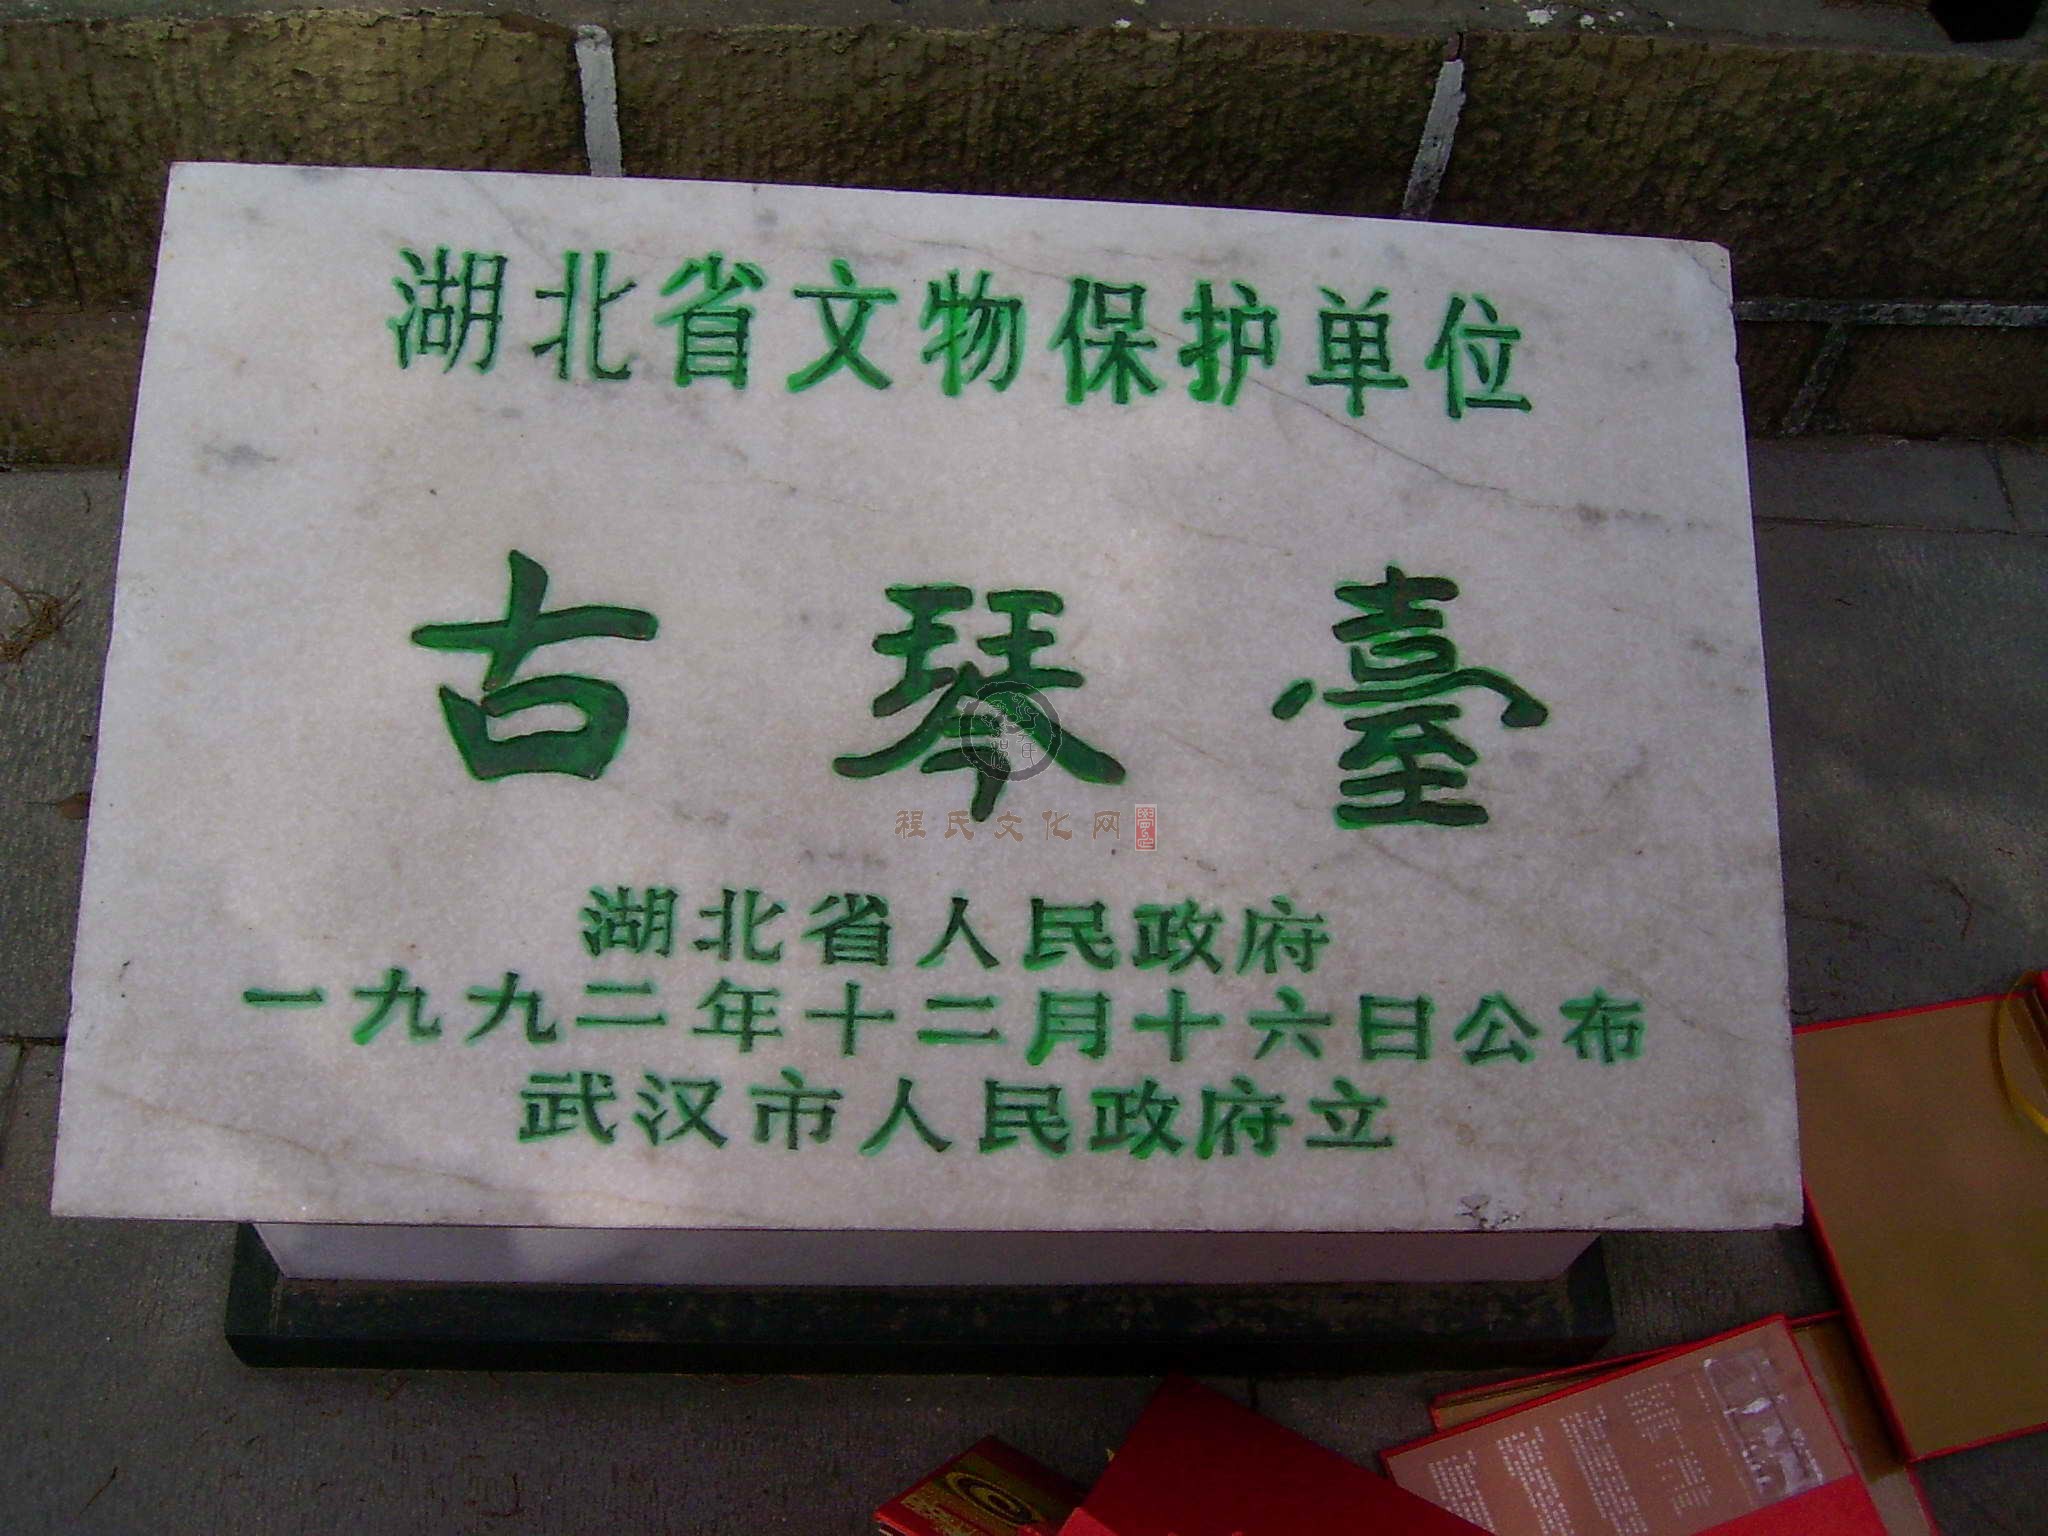 湖北省文物保护单位
古琴臺
程氏文化网
湖北省人民政府
一九九二年十二月十六日公布
武汉市人民政府立